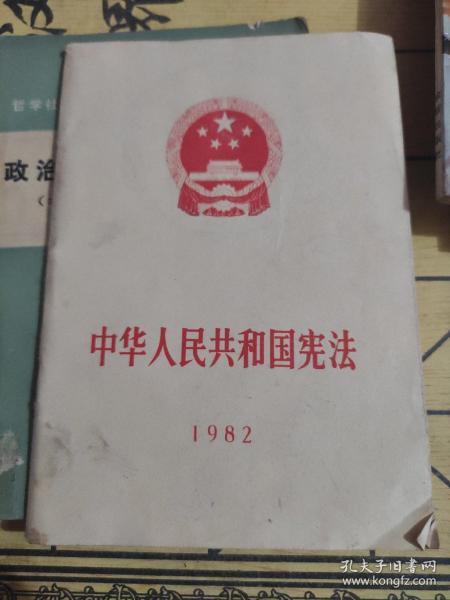 哲学社
政治
中华人民共和国宪法
1982
孔夫子旧书网
www.kongfz.com